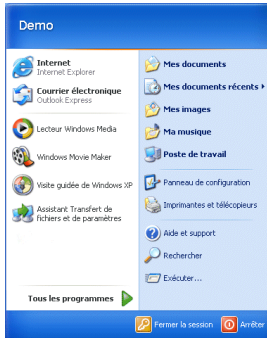 Demo
Internet
Internet Explorer
Courrier électronique
Outlook Express
Lecteur Windows Media
Windows Movie Maker
Visite guidée de Windows XP
Assistant Transfert de
fichiers et de paramètres
Tous les programmes
Mes documents
Mes documents récents
Mes images
Ma musique
Poste de travail
Panneau de configuration
Imprimantes et télécopieurs
Aide et support
Rechercher
Exécuter...
Fermer la session
Arrêter